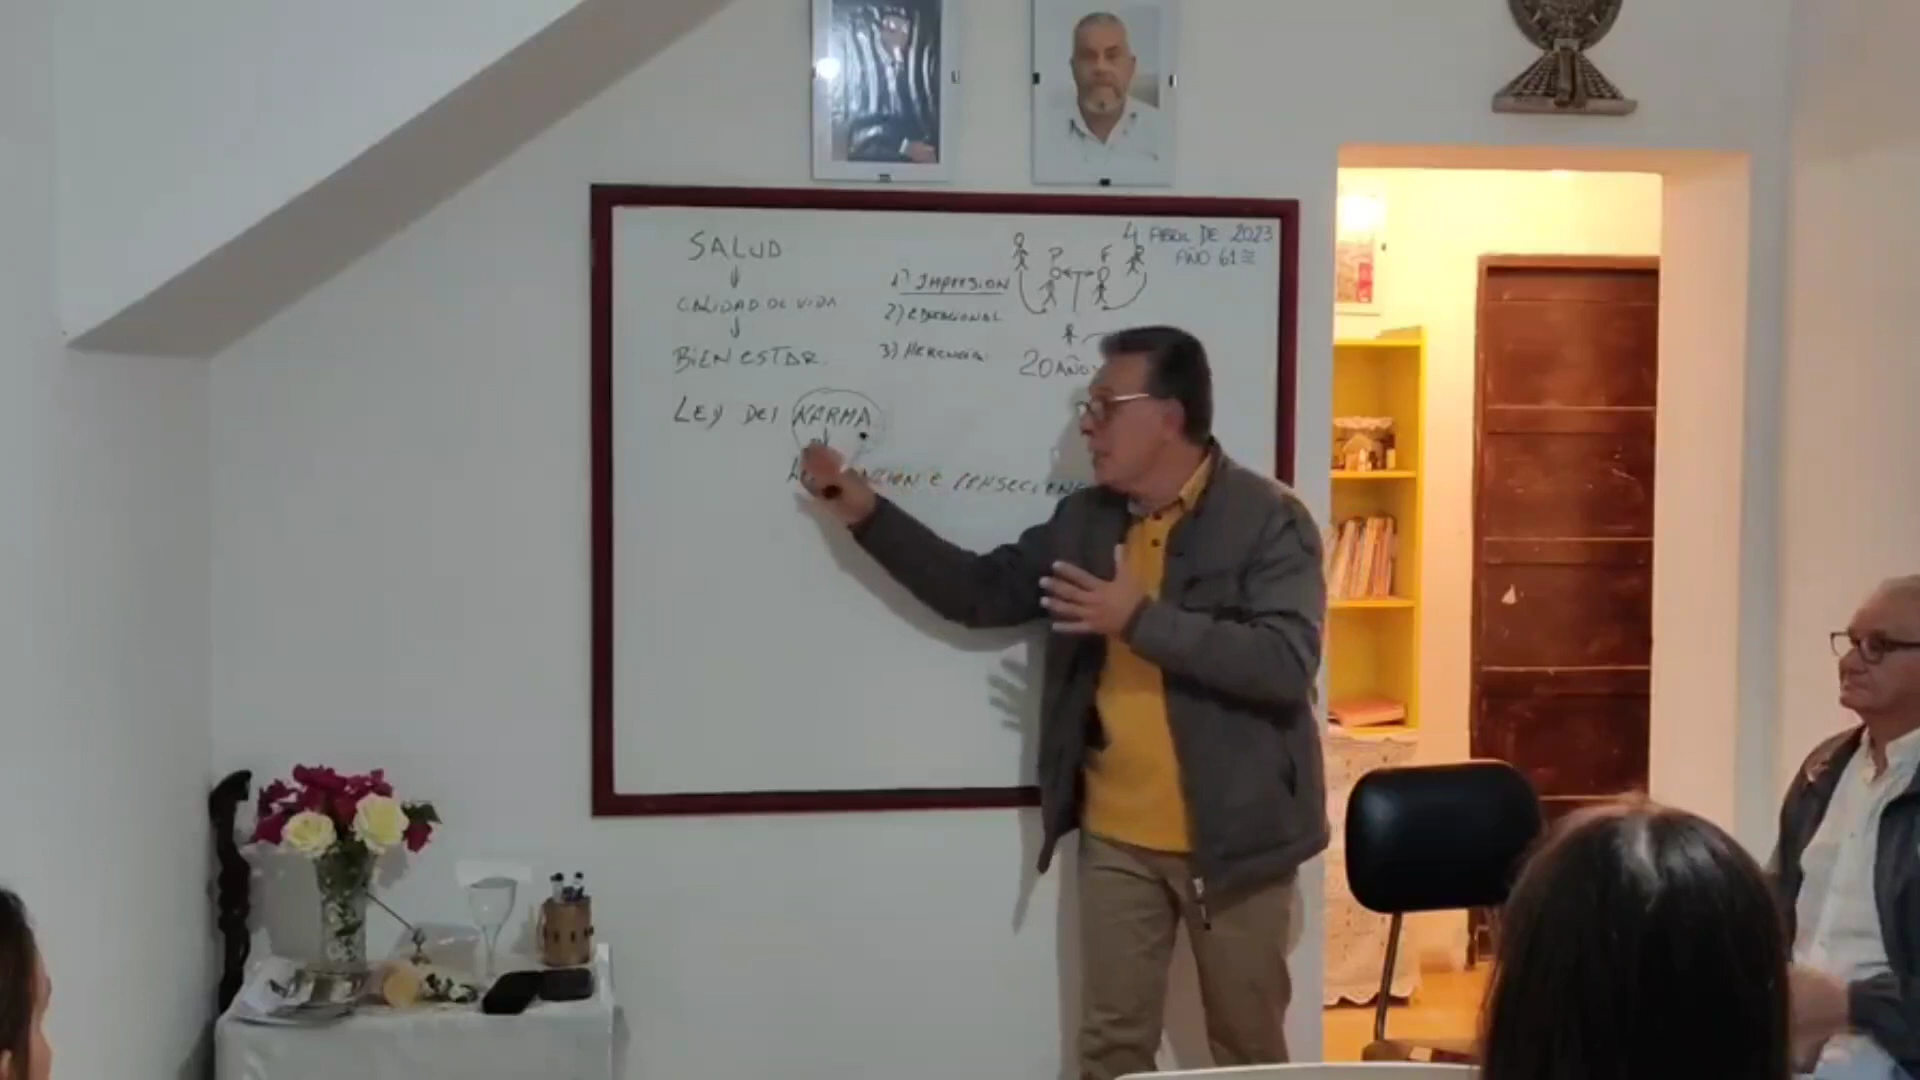 SALUD
CALIDAD DE VIDA
BIENESTAR.
LEY DEL KARMA
1) IMPRESION
2) EDUCACIONAL
3) HERENCIA
P F
20 AÑOS
4 ABRIL DE 2023
AÑO 61